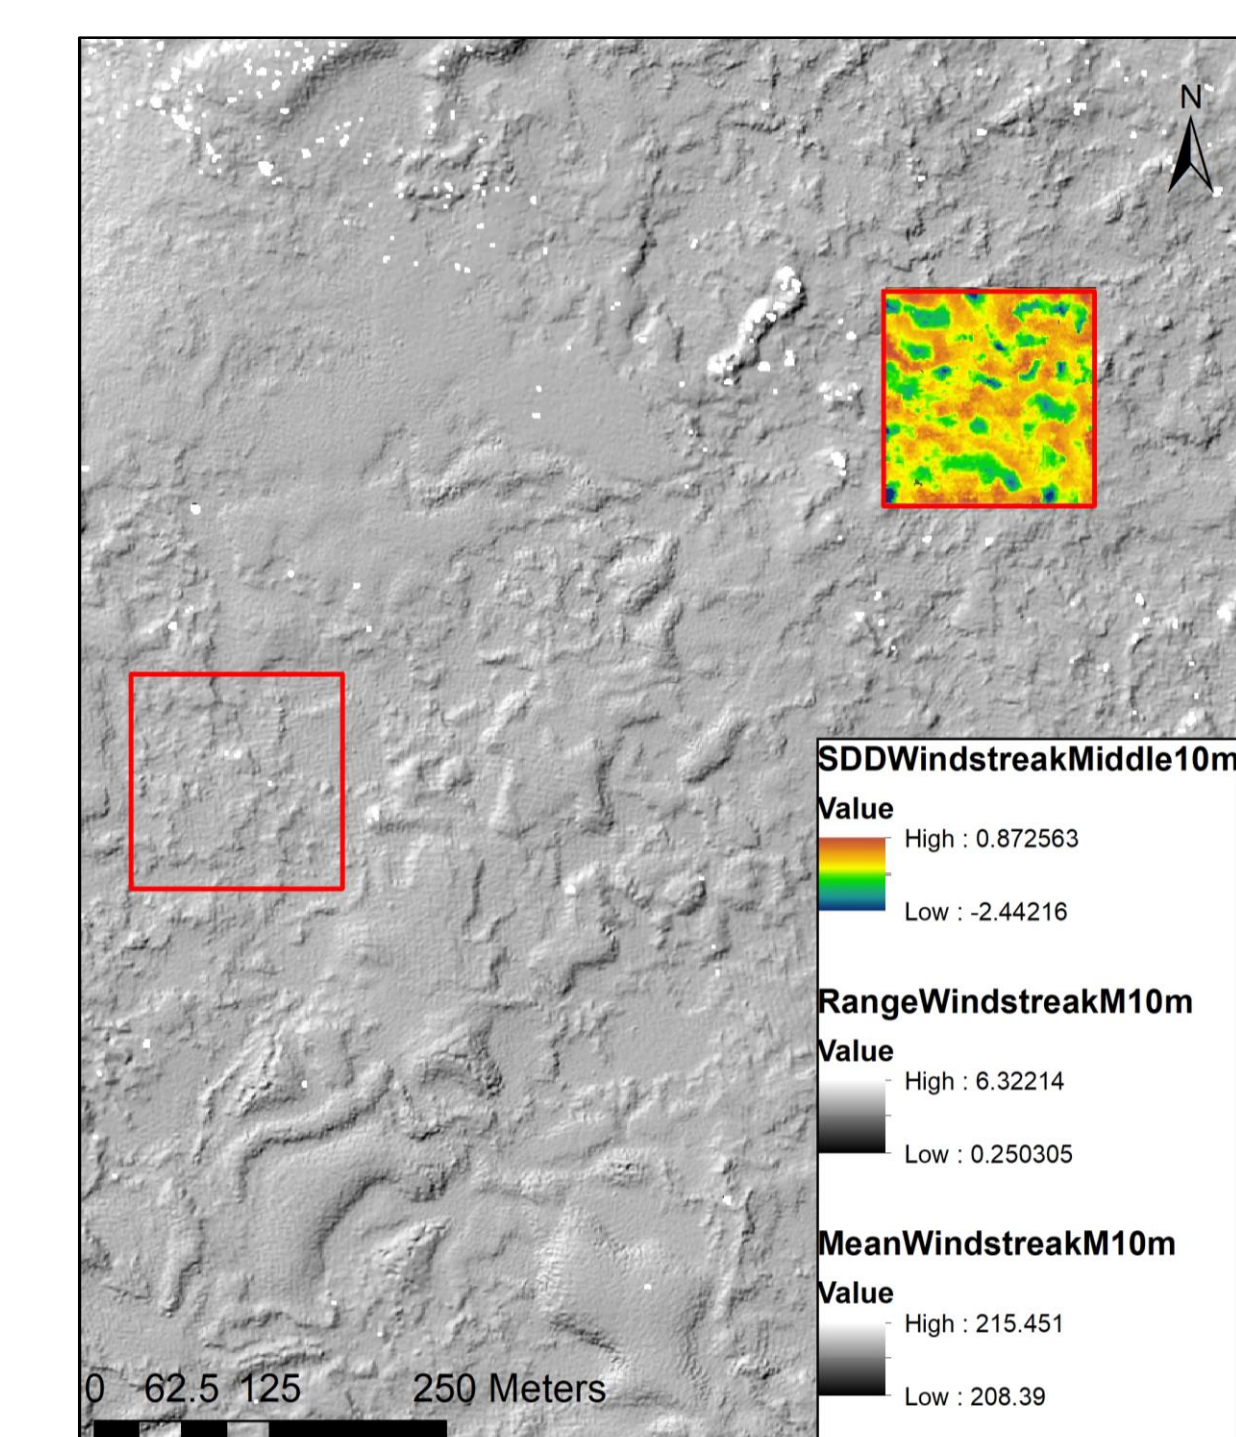 N
SDDWindstreakMiddle10m
Value
High : 0.872563
Low : -2.44216
RangeWindstreakM10m
Value
High : 6.32214
Low : 0.250305
MeanWindstreakM10m
Value
High : 215.451
Low : 208.39
0 62.5 125 250 Meters